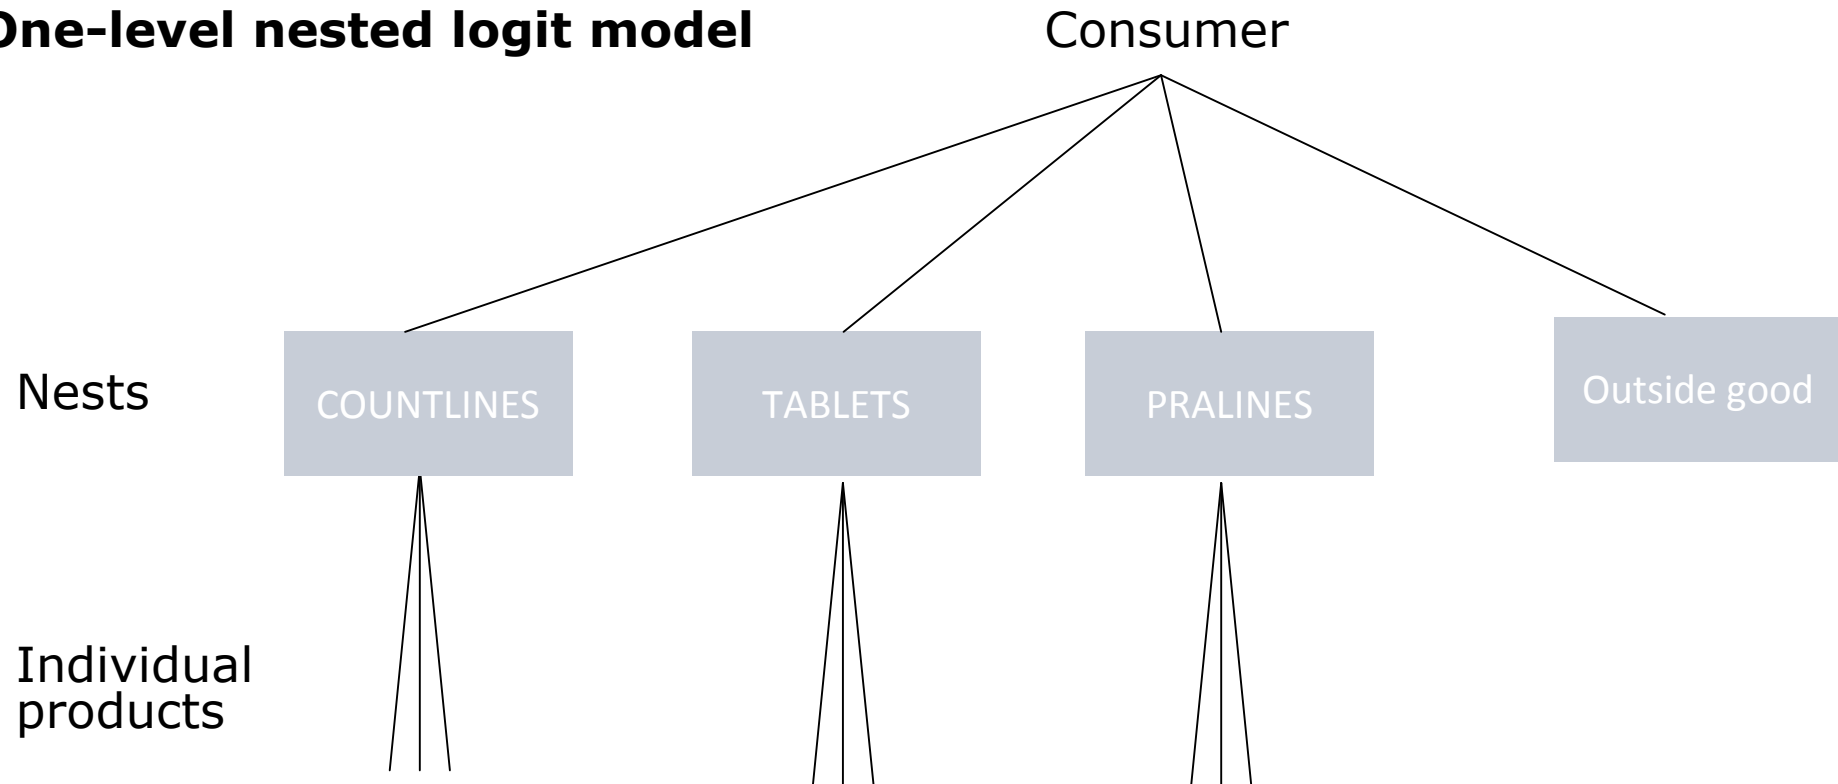 One-level nested logit model
Consumer
Nests
COUNTLINES
TABLETS
PRALINES
Outside good
Individual
products